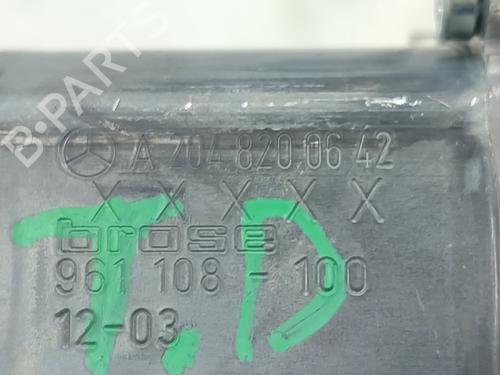 B-PARTS
A 204 820 06 42
X X X X X
brose
961 108 - 100
12-03
T.D